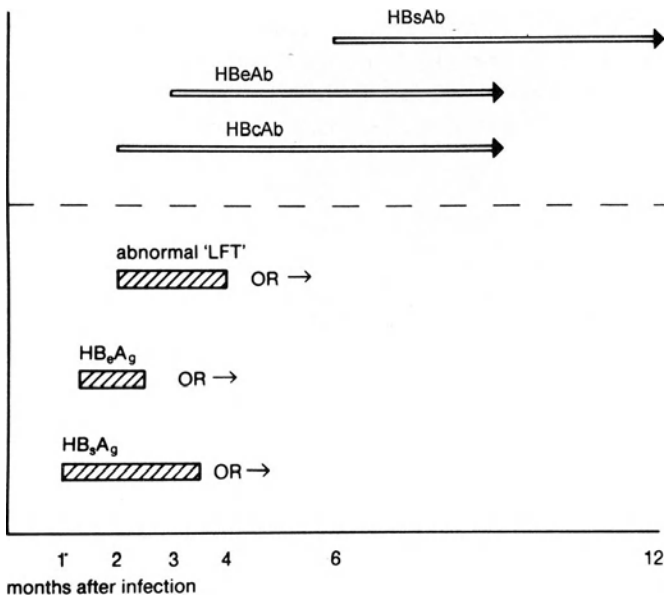 HBsAb
HBeAb
HBcAb
abnormal 'LFT'
OR →
HBeAg
OR →
HBsAg
OR →
1 2 3 4 6 12
months after infection